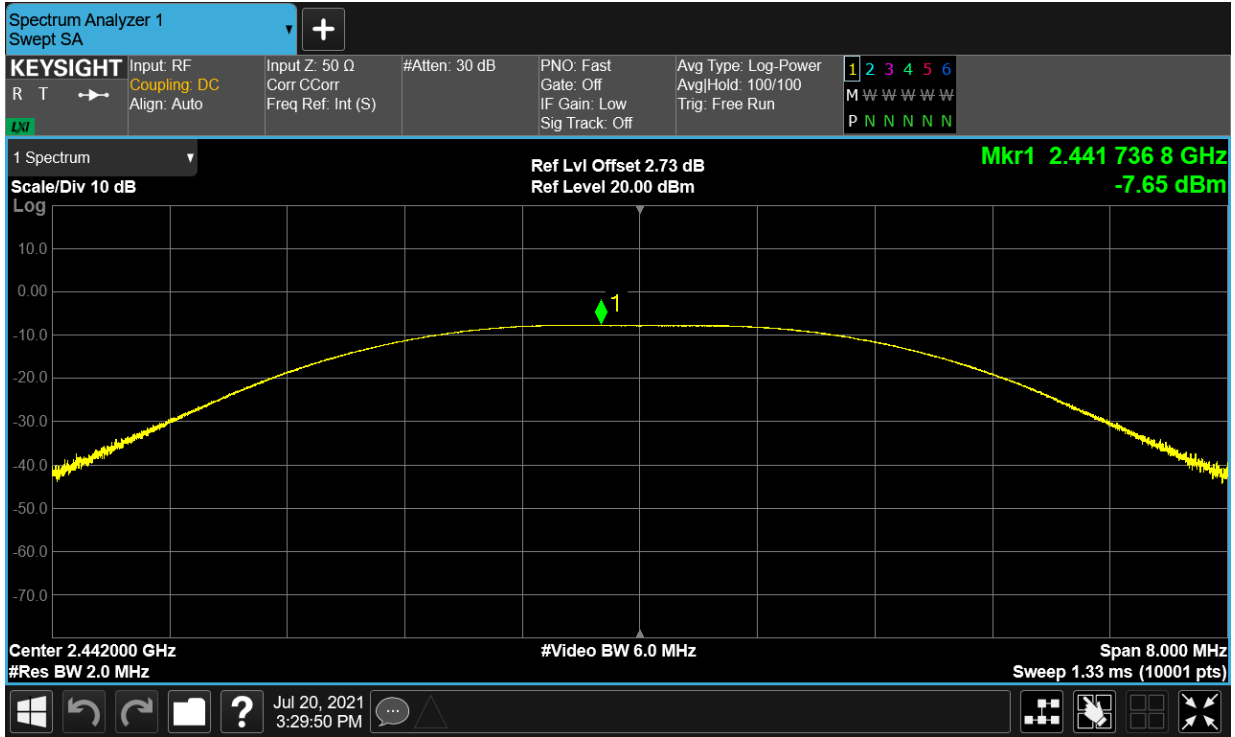 Spectrum Analyzer 1
Swept SA
KEYSIGHT
R T
LXI
Input: RF
Coupling: DC
Align: Auto
Input Z: 50 Ω
Corr CCorr
Freq Ref: Int (S)
#Atten: 30 dB
PNO: Fast
Gate: Off
IF Gain: Low
Sig Track: Off
Avg Type: Log-Power
Avg|Hold: 100/100
Trig: Free Run
1 2 3 4 5 6
M W W W W W
P N N N N N
1 Spectrum
Scale/Div 10 dB
Log
Ref Lvl Offset 2.73 dB
Ref Level 20.00 dBm
Mkr1 2.441 736 8 GHz
-7.65 dBm
10.0
0.00
-10.0
-20.0
-30.0
-40.0
-50.0
-60.0
-70.0
1
Center 2.442000 GHz
#Res BW 2.0 MHz
#Video BW 6.0 MHz
Span 8.000 MHz
Sweep 1.33 ms (10001 pts)
?
Jul 20, 2021
3:29:50 PM